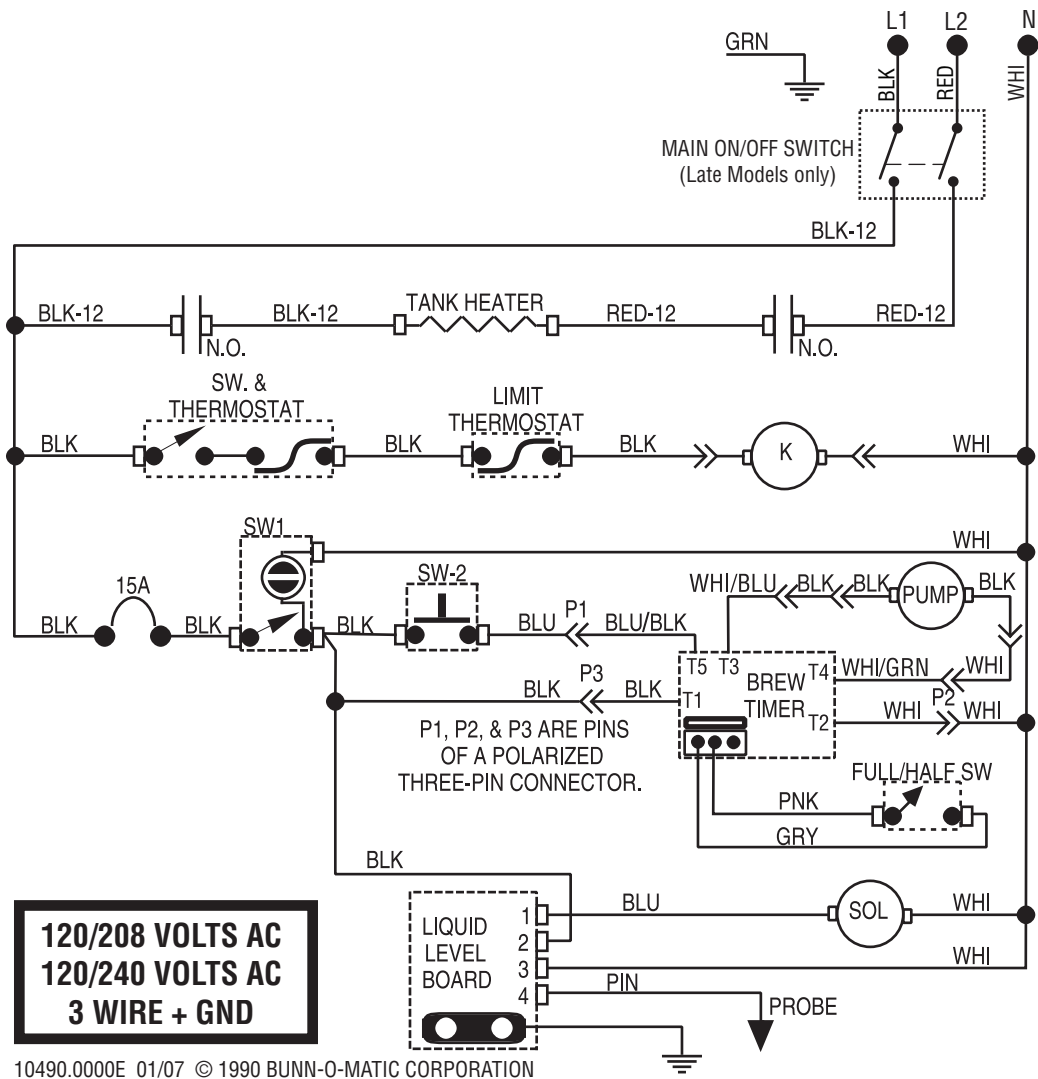 L1 L2 N
GRN
BLK RED WHI
MAIN ON/OFF SWITCH
(Late Models only)
BLK-12
BLK-12 BLK-12 TANK HEATER RED-12 RED-12
N.O. N.O.
SW. &
THERMOSTAT
LIMIT
THERMOSTAT
BLK BLK BLK K WHI
SW1 WHI
15A SW-2 WHI/BLU BLK BLK PUMP BLK
BLK BLK BLK BLU P1 BLU/BLK
T5 T3 T4 WHI/GRN WHI
BLK P3 BLK T1 BREW
TIMER T2 WHI P2 WHI
P1, P2, & P3 ARE PINS
OF A POLARIZED
THREE-PIN CONNECTOR.
FULL/HALF SW
PNK
GRY
BLK
LIQUID
LEVEL
BOARD
1 BLU SOL WHI
2
3 WHI
4 PIN PROBE
120/208 VOLTS AC
120/240 VOLTS AC
3 WIRE + GND
10490.0000E 01/07 © 1990 BUNN-O-MATIC CORPORATION